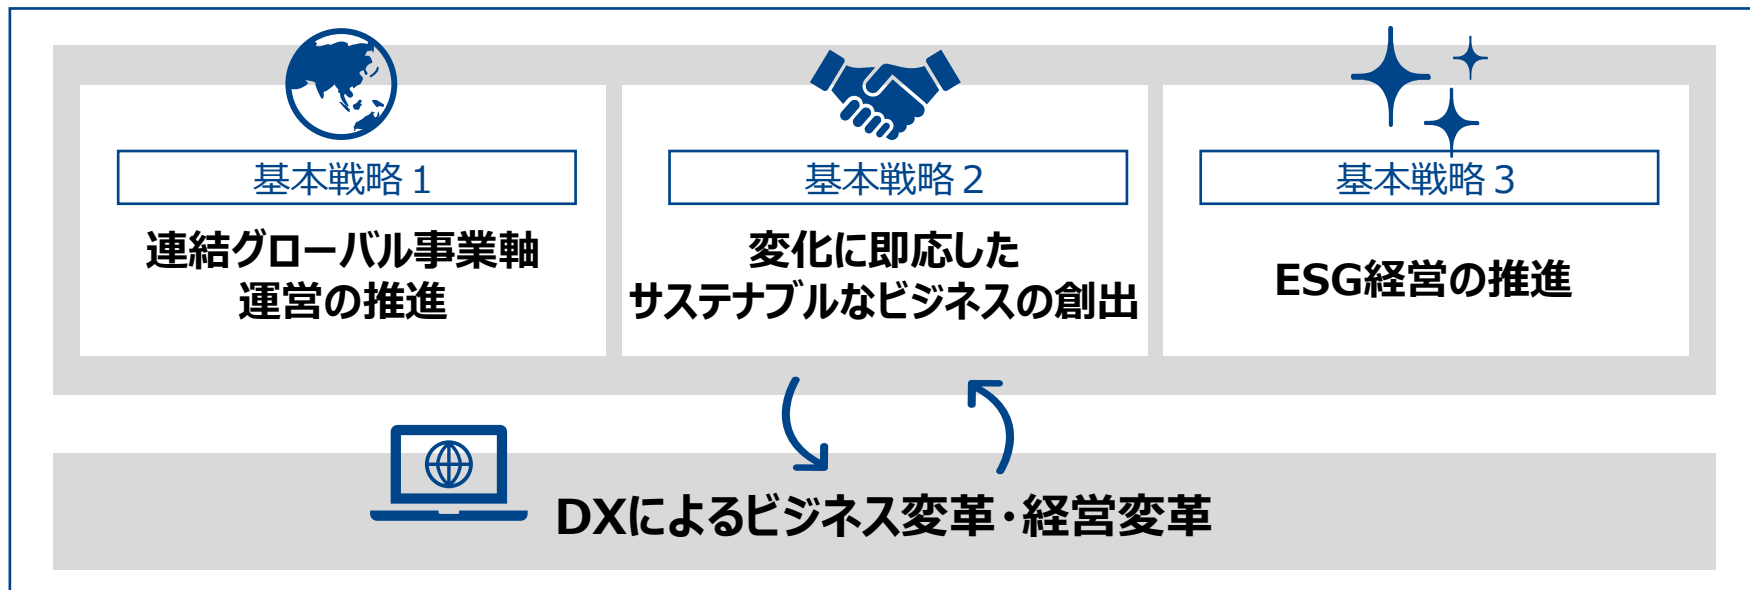 基本戦略１
連結グローバル事業軸
運営の推進
基本戦略２
変化に即応した
サステナブルなビジネスの創出
基本戦略３
ESG経営の推進
DXによるビジネス変革・経営変革